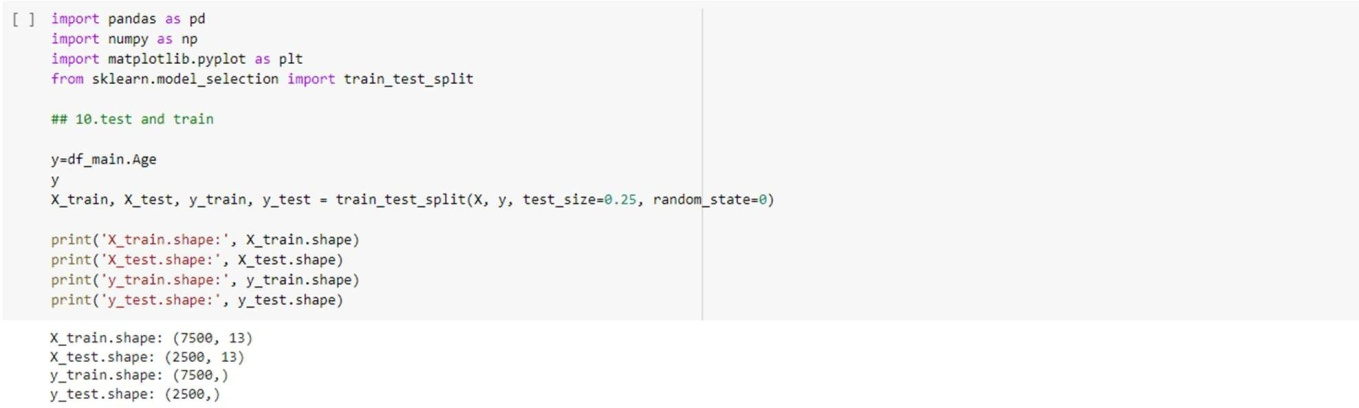 [ ] import pandas as pd
import numpy as np
import matplotlib.pyplot as plt
from sklearn.model_selection import train_test_split
## 10.test and train
y=df_main.Age
y
X_train, X_test, y_train, y_test = train_test_split(X, y, test_size=0.25, random_state=0)
print('X_train.shape:', X_train.shape)
print('X_test.shape:', X_test.shape)
print('y_train.shape:', y_train.shape)
print('y_test.shape:', y_test.shape)
X_train.shape: (7500, 13)
X_test.shape: (2500, 13)
y_train.shape: (7500,)
y_test.shape: (2500,)